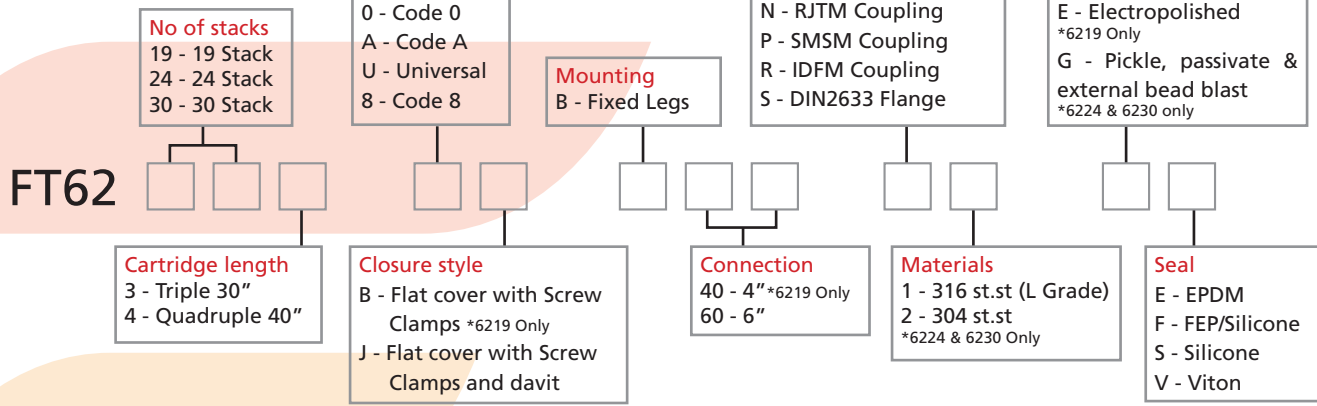 No of stacks
19 - 19 Stack
24 - 24 Stack
30 - 30 Stack
0 - Code 0
A - Code A
U - Universal
8 - Code 8
Mounting
B - Fixed Legs
N - RJTM Coupling
P - SMSM Coupling
R - IDFM Coupling
S - DIN2633 Flange
E - Electropolished
*6219 Only
G - Pickle, passivate &
external bead blast
*6224 & 6230 only
FT62
Cartridge length
3 - Triple 30”
4 - Quadruple 40”
Closure style
B - Flat cover with Screw
Clamps *6219 Only
J - Flat cover with Screw
Clamps and davit
Connection
40 - 4”*6219 Only
60 - 6”
Materials
1 - 316 st.st (L Grade)
2 - 304 st.st
*6224 & 6230 Only
Seal
E - EPDM
F - FEP/Silicone
S - Silicone
V - Viton